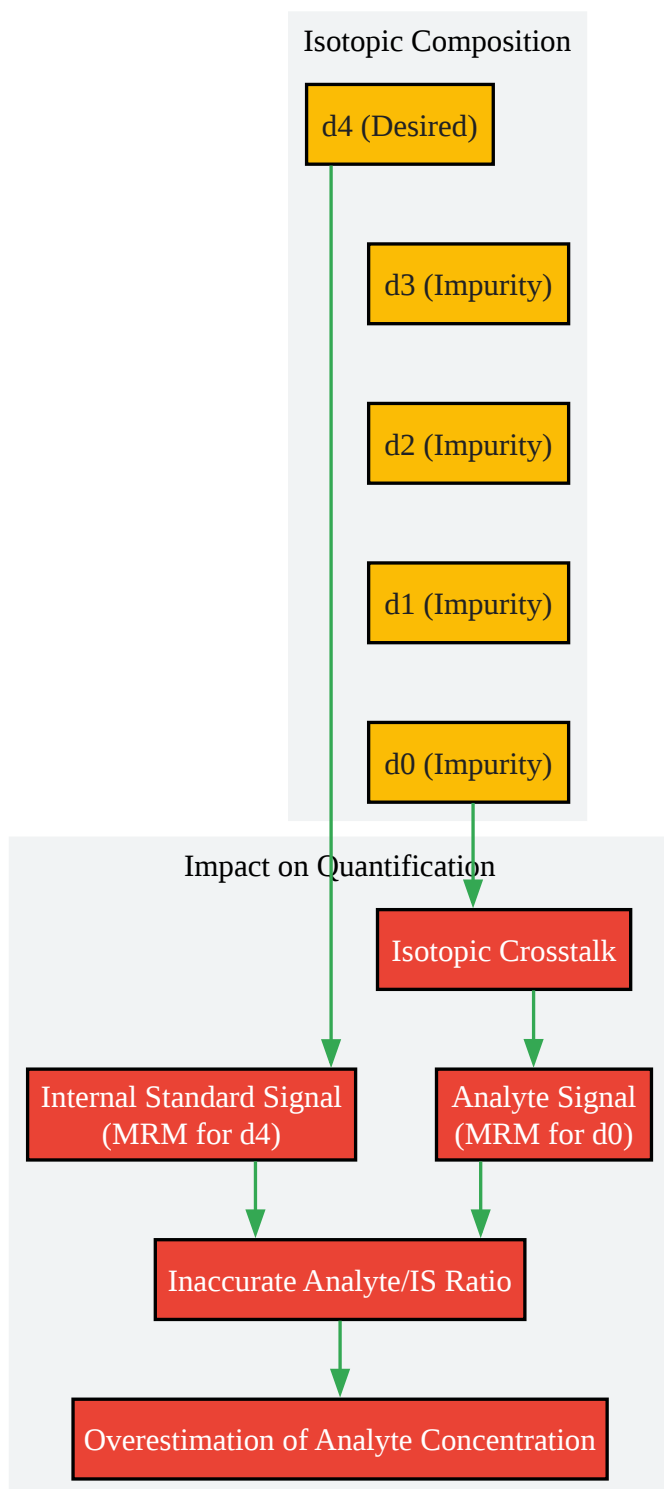 Isotopic Composition
d4 (Desired)
d3 (Impurity)
d2 (Impurity)
d1 (Impurity)
d0 (Impurity)
Impact on Quantification
Isotopic Crosstalk
Internal Standard Signal
(MRM for d4)
Analyte Signal
(MRM for d0)
Inaccurate Analyte/IS Ratio
Overestimation of Analyte Concentration